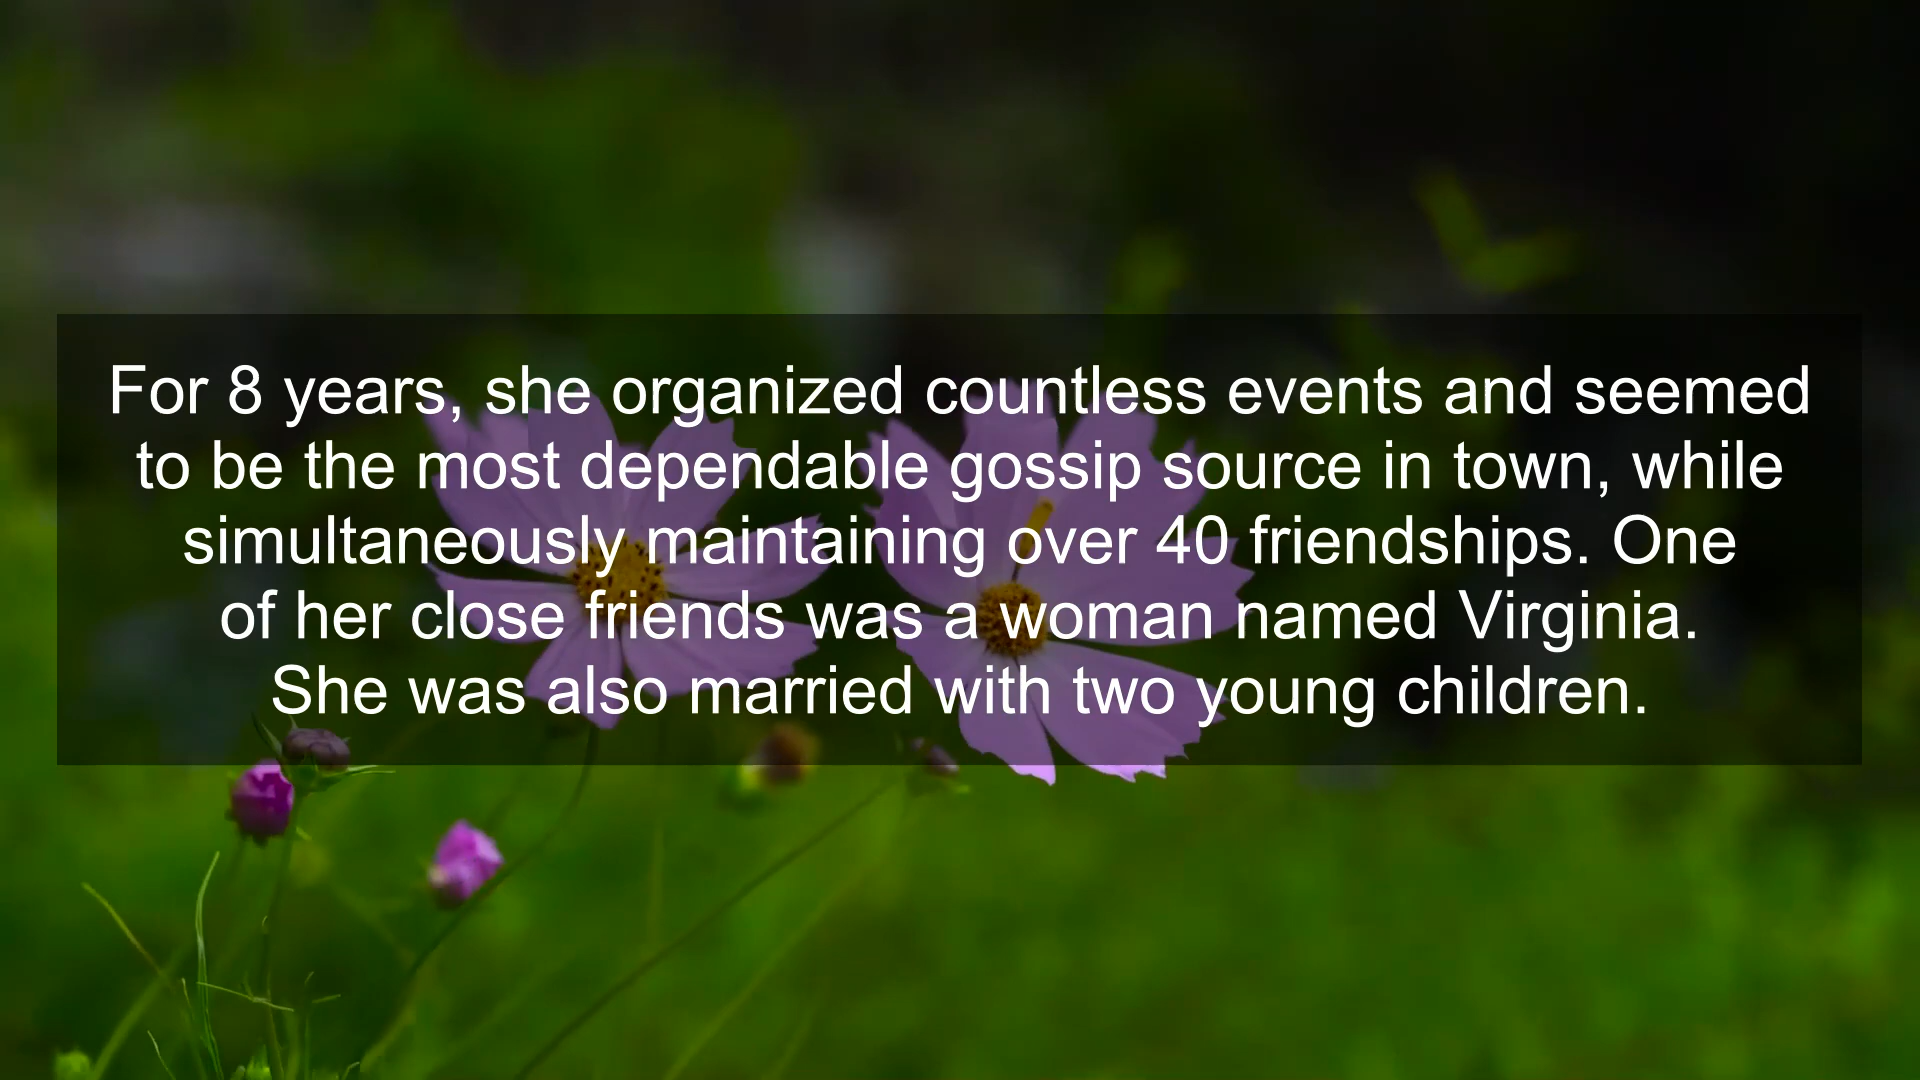 For 8 years, she organized countless events and seemed
to be the most dependable gossip source in town, while
simultaneously maintaining over 40 friendships. One
of her close friends was a woman named Virginia.
She was also married with two young children.